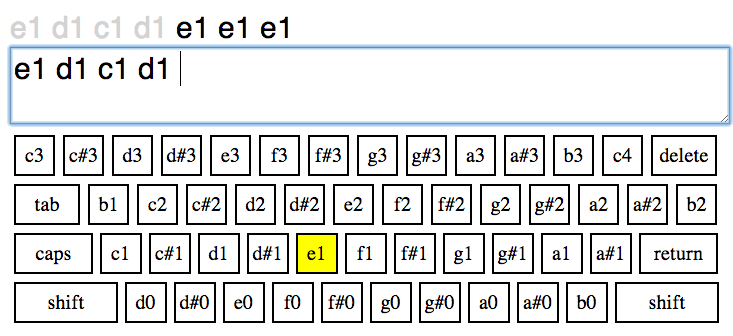 e1 d1 c1 d1 e1 e1 e1
e1 d1 c1 d1
c3 c#3 d3 d#3 e3 f3 f#3 g3 g#3 a3 a#3 b3 c4 delete
tab b1 c2 c#2 d2 d#2 e2 f2 f#2 g2 g#2 a2 a#2 b2
caps c1 c#1 d1 d#1 e1 f1 f#1 g1 g#1 a1 a#1 return
shift d0 d#0 e0 f0 f#0 g0 g#0 a0 a#0 b0 shift